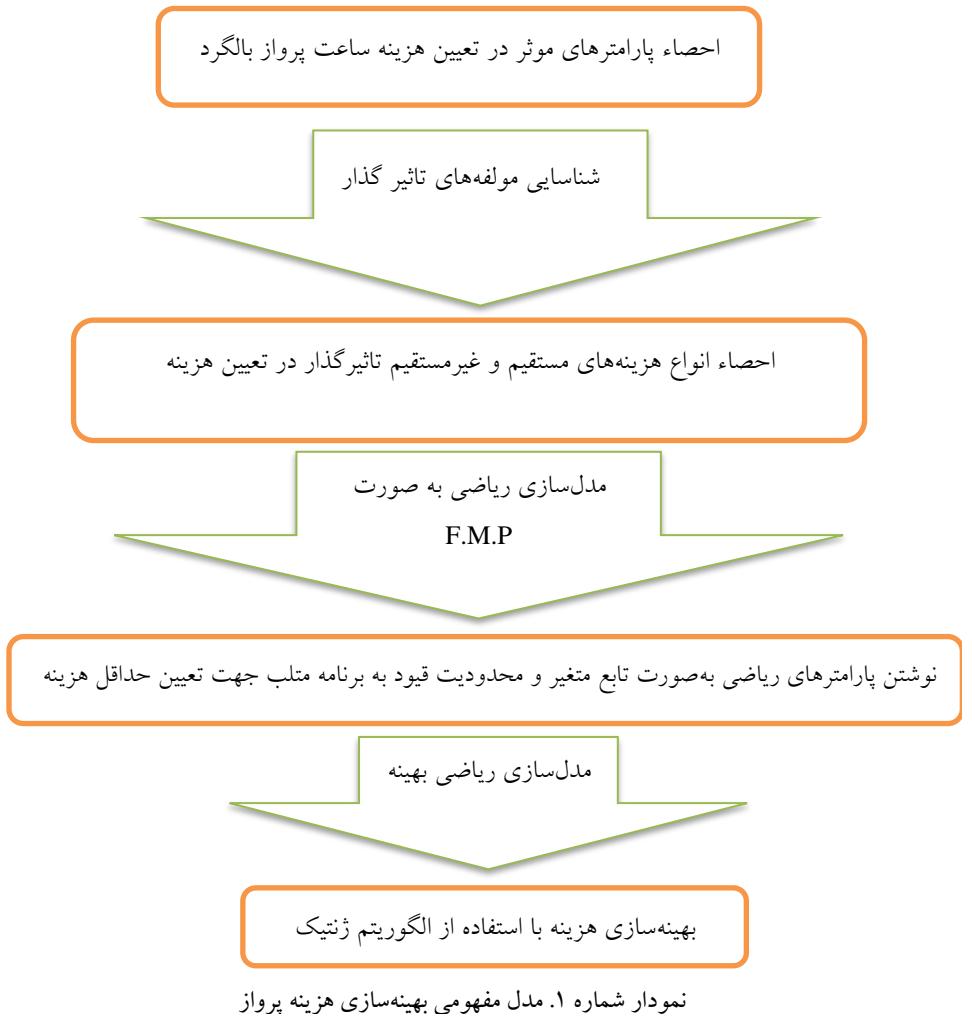 احصاء پارامترهای موثر در تعیین هزینه ساعت پرواز بالگرد
شناسایی مولفه‌های تاثیر گذار
احصاء انواع هزینه‌های مستقیم و غیرمستقیم تاثیرگذار در تعیین هزینه
مدل‌سازی ریاضی به صورت
F.M.P
نوشتن پارامترهای ریاضی به‌صورت تابع متغیر و محدودیت قیود به برنامه متلب جهت تعیین حداقل هزینه
مدل‌سازی ریاضی بهینه
بهینه‌سازی هزینه با استفاده از الگوریتم ژنتیک
نمودار شماره ۱. مدل مفهومی بهینه‌سازی هزینه پرواز